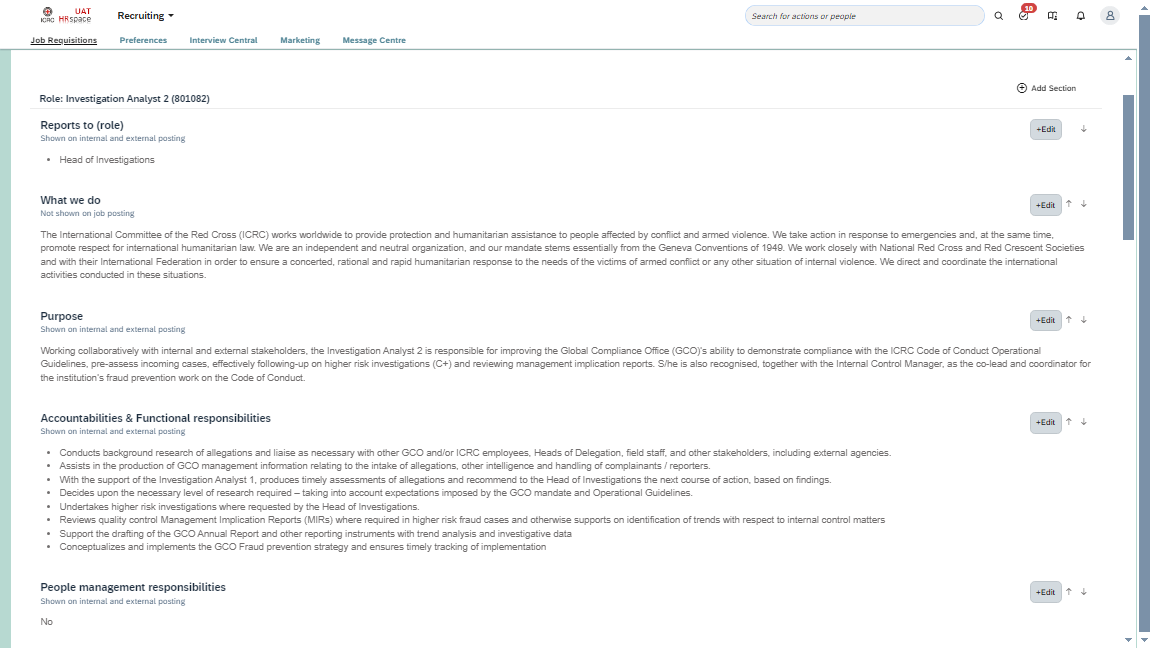 UAT
ICRC HRspace
Recruiting
Search for actions or people
10
Job Requisitions Preferences Interview Central Marketing Message Centre
Add Section
Role: Investigation Analyst 2 (801082)
Reports to (role)
Shown on internal and external posting
+Edit
• Head of Investigations
What we do
Not shown on job posting
+Edit
The International Committee of the Red Cross (ICRC) works worldwide to provide protection and humanitarian assistance to people affected by conflict and armed violence. We take action in response to emergencies and, at the same time,
promote respect for international humanitarian law. We are an independent and neutral organization, and our mandate stems essentially from the Geneva Conventions of 1949. We work closely with National Red Cross and Red Crescent Societies
and with their International Federation in order to ensure a concerted, rational and rapid humanitarian response to the needs of the victims of armed conflict or any other situation of internal violence. We direct and coordinate the international
activities conducted in these situations.
Purpose
Shown on internal and external posting
+Edit
Working collaboratively with internal and external stakeholders, the Investigation Analyst 2 is responsible for improving the Global Compliance Office (GCO)'s ability to demonstrate compliance with the ICRC Code of Conduct Operational
Guidelines, pre-assess incoming cases, effectively following-up on higher risk investigations (C+) and reviewing management implication reports. S/he is also recognised, together with the Internal Control Manager, as the co-lead and coordinator for
the institution's fraud prevention work on the Code of Conduct.
Accountabilities & Functional responsibilities
Shown on internal and external posting
+Edit
• Conducts background research of allegations and liaise as necessary with other GCO and/or ICRC employees, Heads of Delegation, field staff, and other stakeholders, including external agencies.
• Assists in the production of GCO management information relating to the intake of allegations, other intelligence and handling of complainants / reporters.
• With the support of the Investigation Analyst 1, produces timely assessments of allegations and recommend to the Head of Investigations the next course of action, based on findings.
• Decides upon the necessary level of research required – taking into account expectations imposed by the GCO mandate and Operational Guidelines.
• Undertakes higher risk investigations where requested by the Head of Investigations.
• Reviews quality control Management Implication Reports (MIRs) where required in higher risk fraud cases and otherwise supports on identification of trends with respect to internal control matters
• Support the drafting of the GCO Annual Report and other reporting instruments with trend analysis and investigative data
• Conceptualizes and implements the GCO Fraud prevention strategy and ensures timely tracking of implementation
People management responsibilities
Shown on internal and external posting
+Edit
No